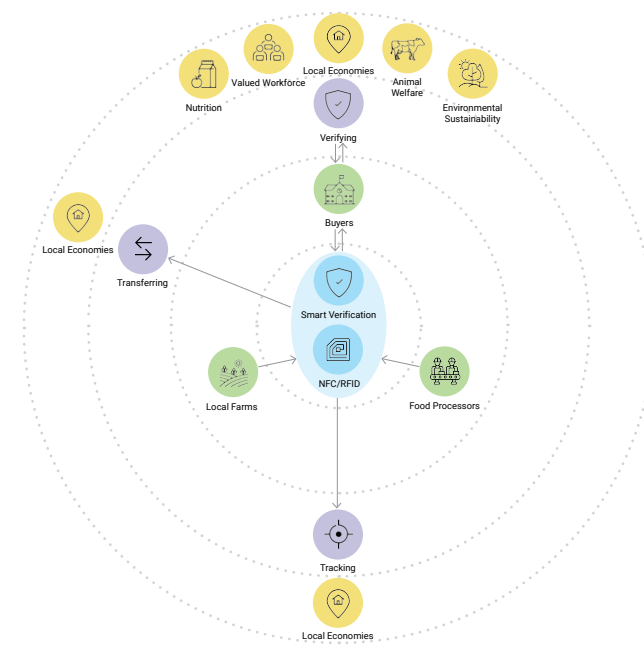 Local Economies
Valued Workforce
Animal
Welfare
Nutrition
Environmental
Sustainability
Verifying
Buyers
Local Economies
Transferring
Smart Verification
NFC/RFID
Local Farms
Food Processors
Tracking
Local Economies